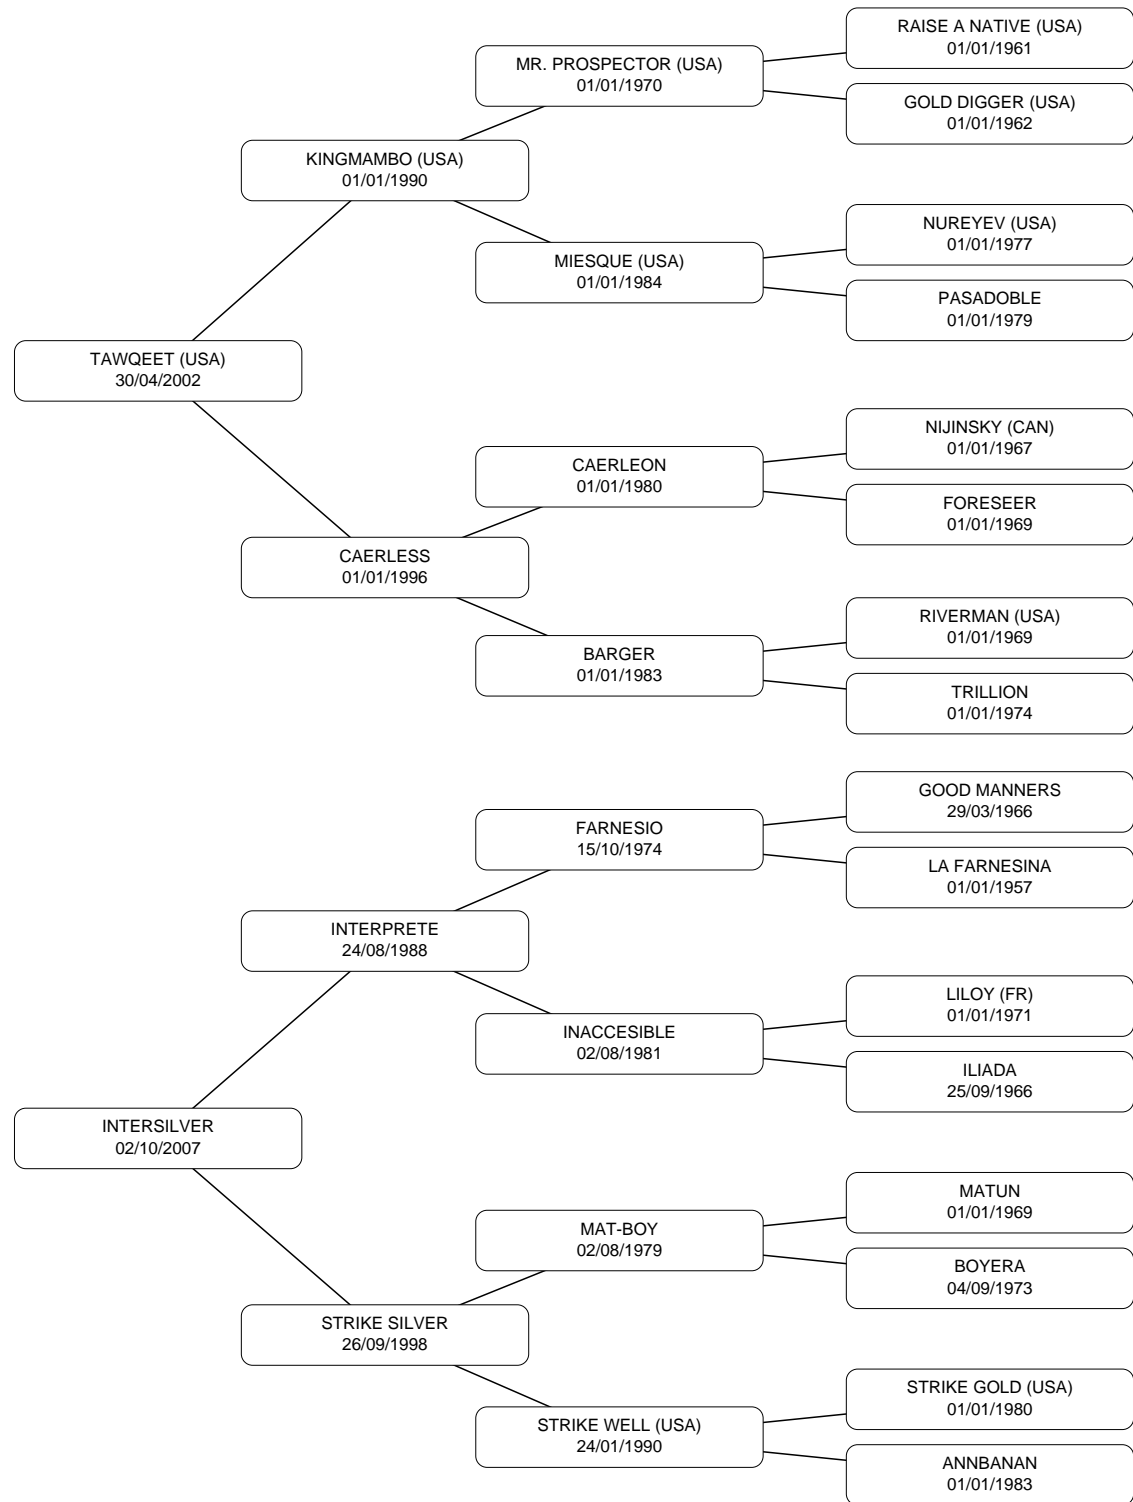 RAISE A NATIVE (USA)
01/01/1961
MR. PROSPECTOR (USA)
01/01/1970
GOLD DIGGER (USA)
01/01/1962
KINGMAMBO (USA)
01/01/1990
NUREYEV (USA)
01/01/1977
MIESQUE (USA)
01/01/1984
PASADOBLE
01/01/1979
TAWQEET (USA)
30/04/2002
NIJINSKY (CAN)
01/01/1967
CAERLEON
01/01/1980
FORESEER
01/01/1969
CAERLESS
01/01/1996
RIVERMAN (USA)
01/01/1969
BARGER
01/01/1983
TRILLION
01/01/1974
GOOD MANNERS
29/03/1966
FARNESIO
15/10/1974
LA FARNESINA
01/01/1957
INTERPRETE
24/08/1988
LILOY (FR)
01/01/1971
INACCESIBLE
02/08/1981
ILIADA
25/09/1966
INTERSILVER
02/10/2007
MATUN
01/01/1969
MAT-BOY
02/08/1979
BOYERA
04/09/1973
STRIKE SILVER
26/09/1998
STRIKE GOLD (USA)
01/01/1980
STRIKE WELL (USA)
24/01/1990
ANNBANAN
01/01/1983